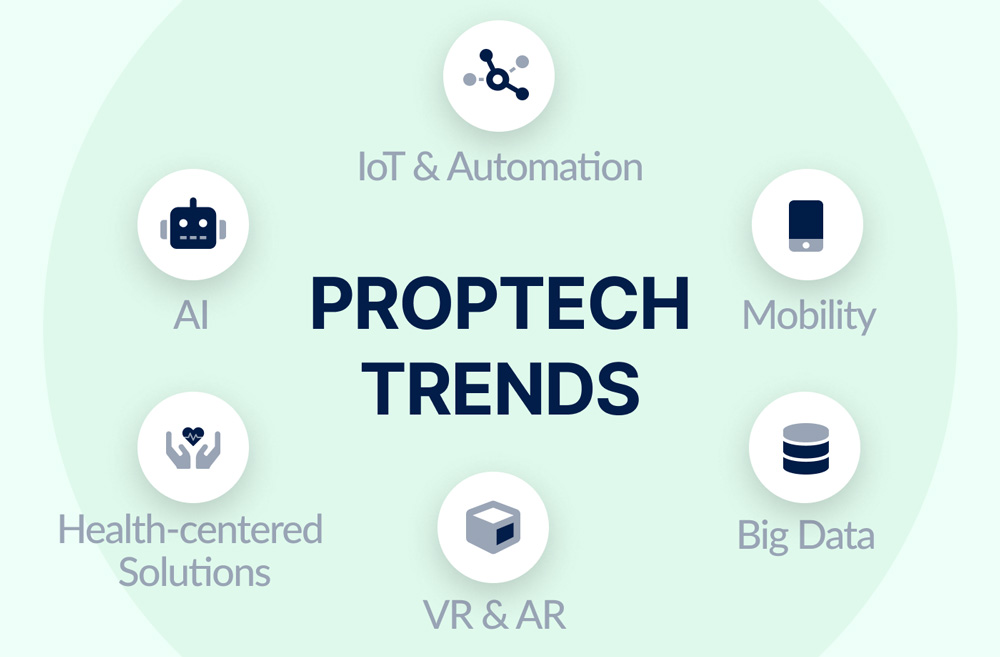 IoT & Automation
AI
Mobility
PROPTECH
TRENDS
Health-centered
Solutions
Big Data
VR & AR